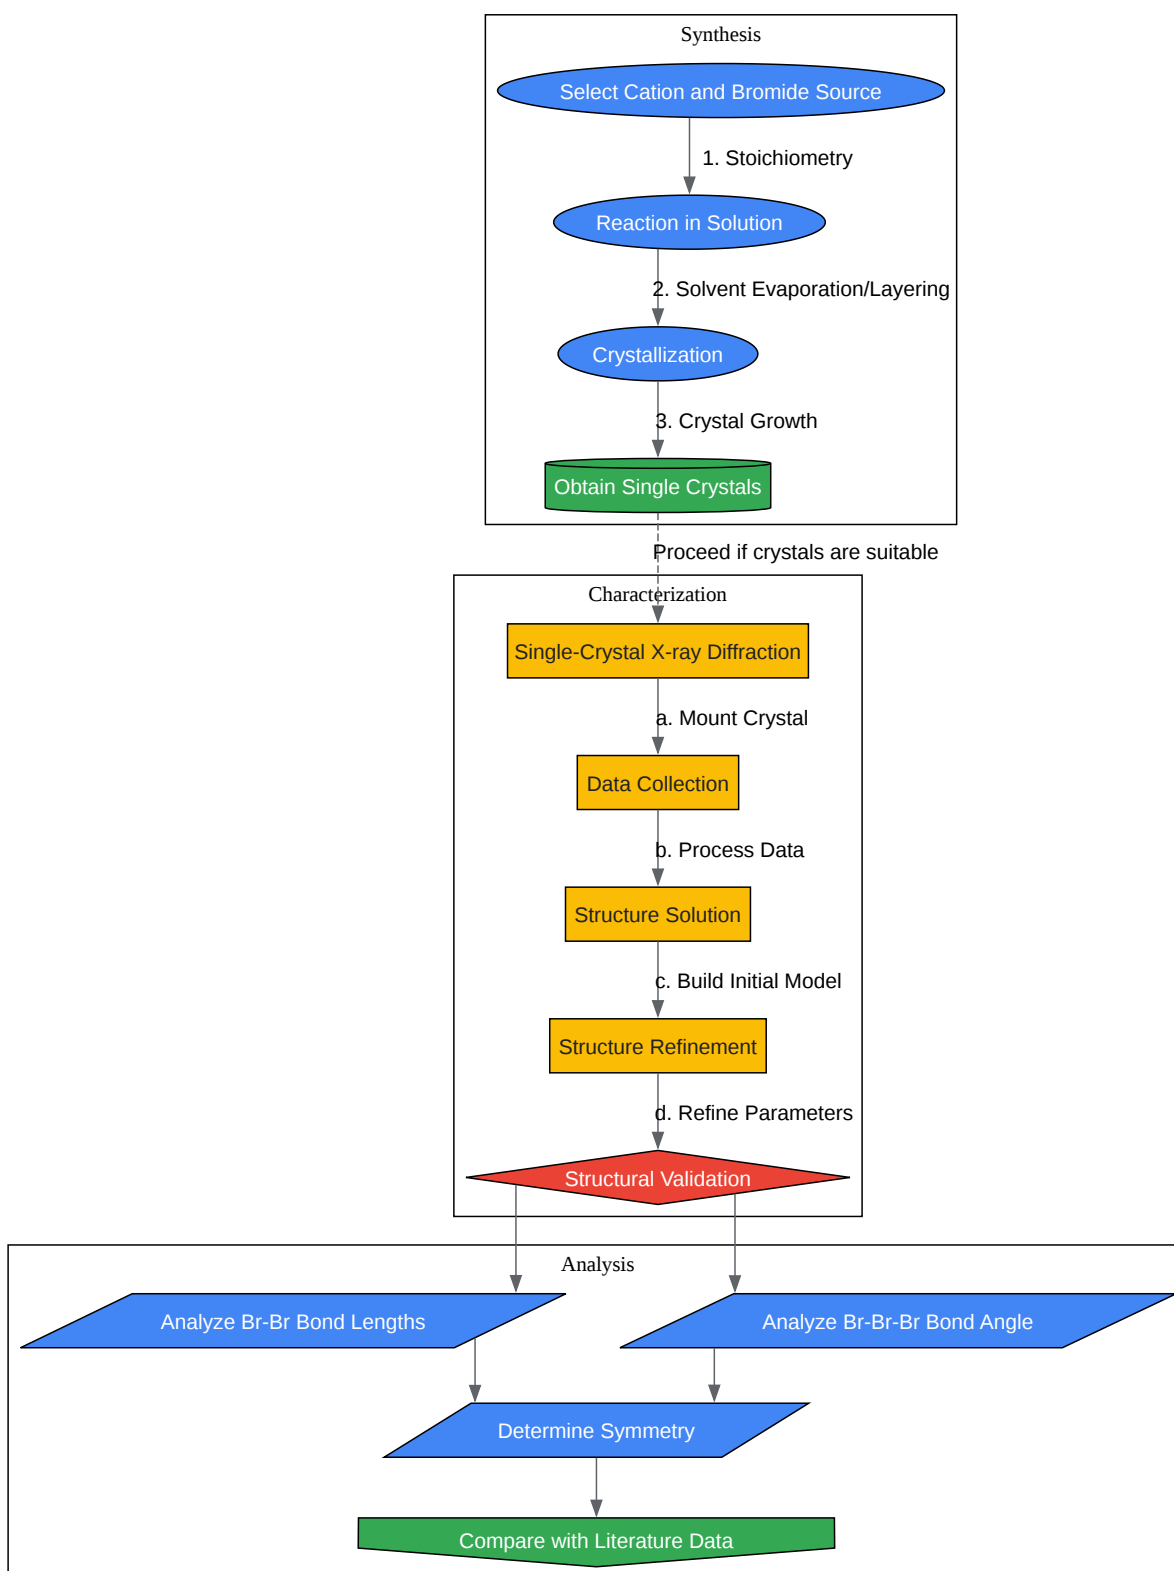 Synthesis
Select Cation and Bromide Source
1. Stoichiometry
Reaction in Solution
2. Solvent Evaporation/Layering
Crystallization
3. Crystal Growth
Obtain Single Crystals
Proceed if crystals are suitable
Characterization
Single-Crystal X-ray Diffraction
a. Mount Crystal
Data Collection
b. Process Data
Structure Solution
c. Build Initial Model
Structure Refinement
d. Refine Parameters
Structural Validation
Analysis
Analyze Br-Br Bond Lengths
Analyze Br-Br-Br Bond Angle
Determine Symmetry
Compare with Literature Data